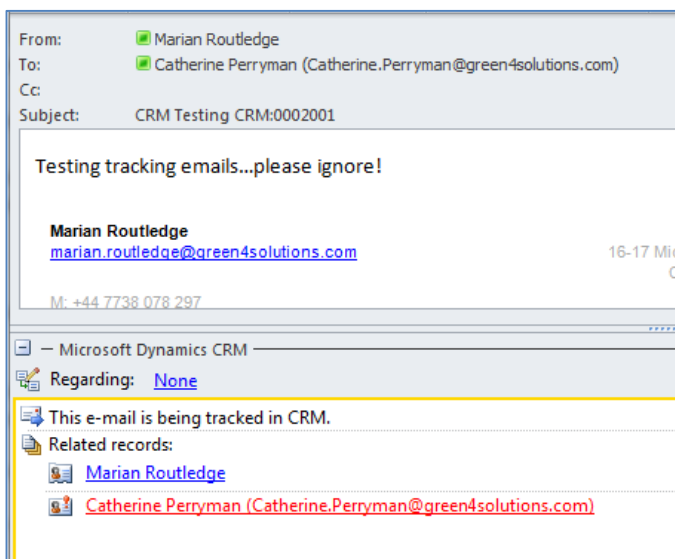 From: Marian Routledge
To: Catherine Perryman (Catherine.Perryman@green4solutions.com)
Cc:
Subject: CRM Testing CRM:0002001
Testing tracking emails...please ignore!
Marian Routledge
marian.routledge@green4solutions.com 16-17
M: +44 7738 078 297
Microsoft Dynamics CRM
Regarding: None
This e-mail is being tracked in CRM.
Related records:
Marian Routledge
Catherine Perryman (Catherine.Perryman@green4solutions.com)